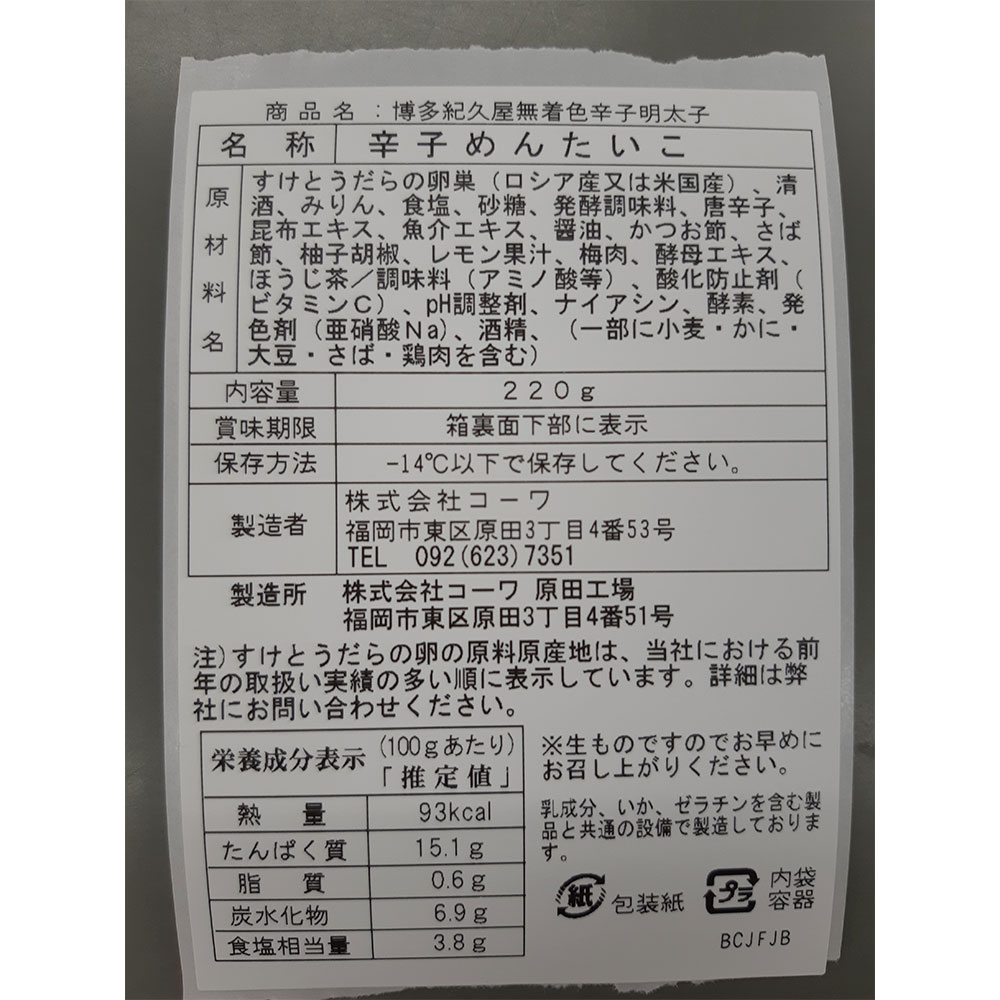 商品名:博多紀久屋無着色辛子明太子
名称 辛子めんたいこ
原材料名
すけとうだらの卵巣(ロシア産又は米国産)、清
酒、みりん、食塩、砂糖、発酵調味料、唐辛子、
昆布エキス、魚介エキス、醤油、かつお節、さば
節、柚子胡椒、レモン果汁、梅肉、酵母エキス、
ほうじ茶/調味料(アミノ酸等)、酸化防止剤(
ビタミンC)、pH調整剤、ナイアシン、酵素、発
色剤(亜硝酸Na)、酒精、(一部に小麦・かに・
大豆・さば・鶏肉を含む)
内容量 220g
賞味期限 箱裏面下部に表示
保存方法 -14℃以下で保存してください。
製造者 株式会社コーワ
福岡市東区原田3丁目4番53号
TEL 092(623)7351
製造所 株式会社コーワ 原田工場
福岡市東区原田3丁目4番51号
注)すけとうだらの卵の原料原産地は、当社における前
年の取扱い実績の多い順に表示しています。詳細は弊
社にお問い合わせください。
栄養成分表示 (100gあたり)
「推定値」
熱量 93kcal
たんぱく質 15.1g
脂質 0.6g
炭水化物 6.9g
食塩相当量 3.8g
※生ものですのでお早めに
お召し上がりください。
乳成分、いか、ゼラチンを含む製
品と共通の設備で製造しておりま
す。
紙 包装紙
プラ 内袋
容器
BCJFJB